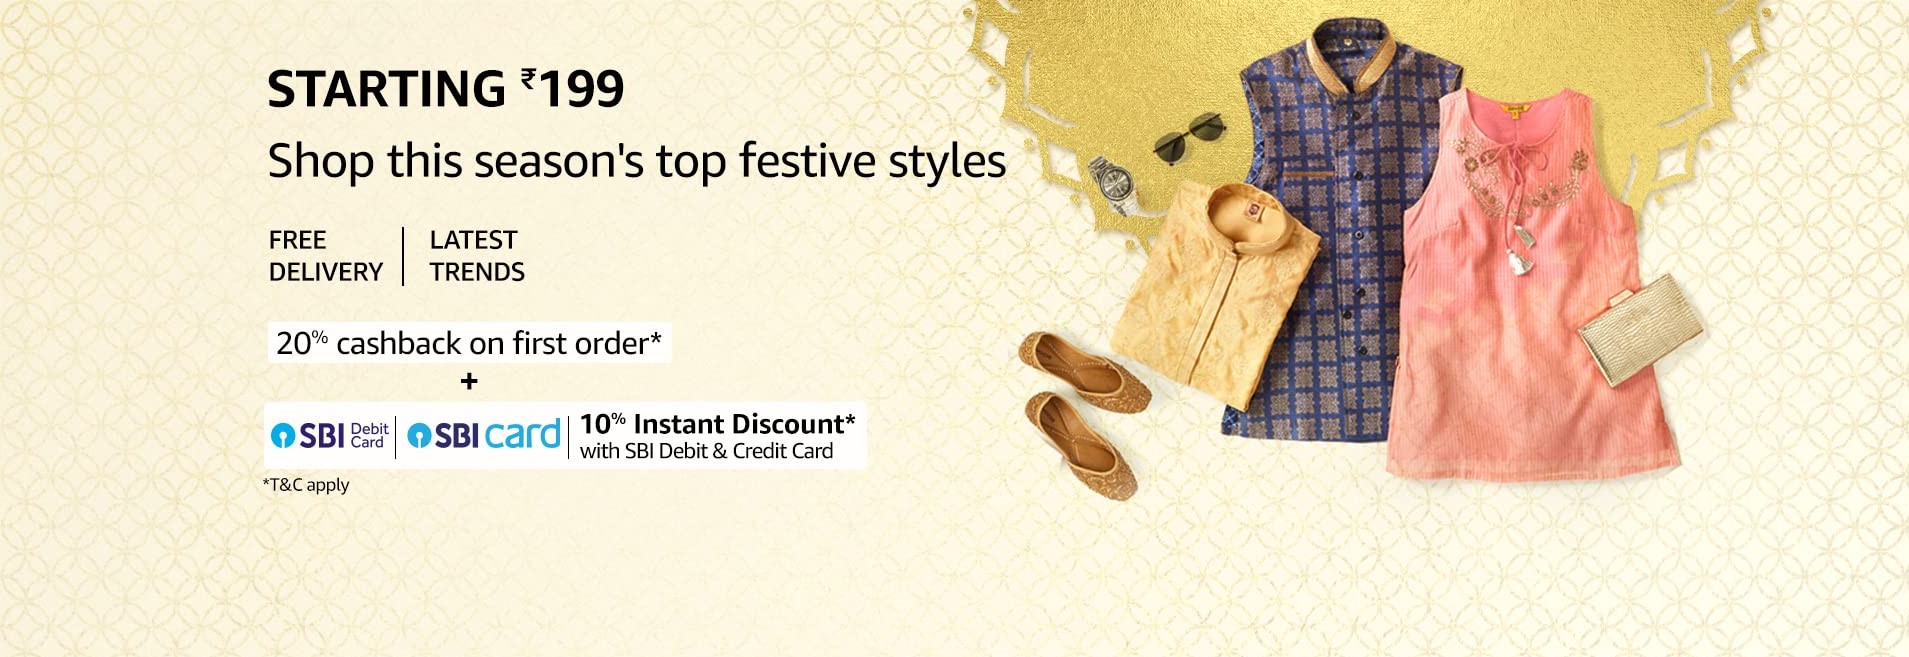 STARTING ₹199
Shop this season's top festive styles
FREE
DELIVERY
LATEST
TRENDS
20% cashback on first order*
+
SBI Debit Card
SBI card
10% Instant Discount*
with SBI Debit & Credit Card
*T&C apply